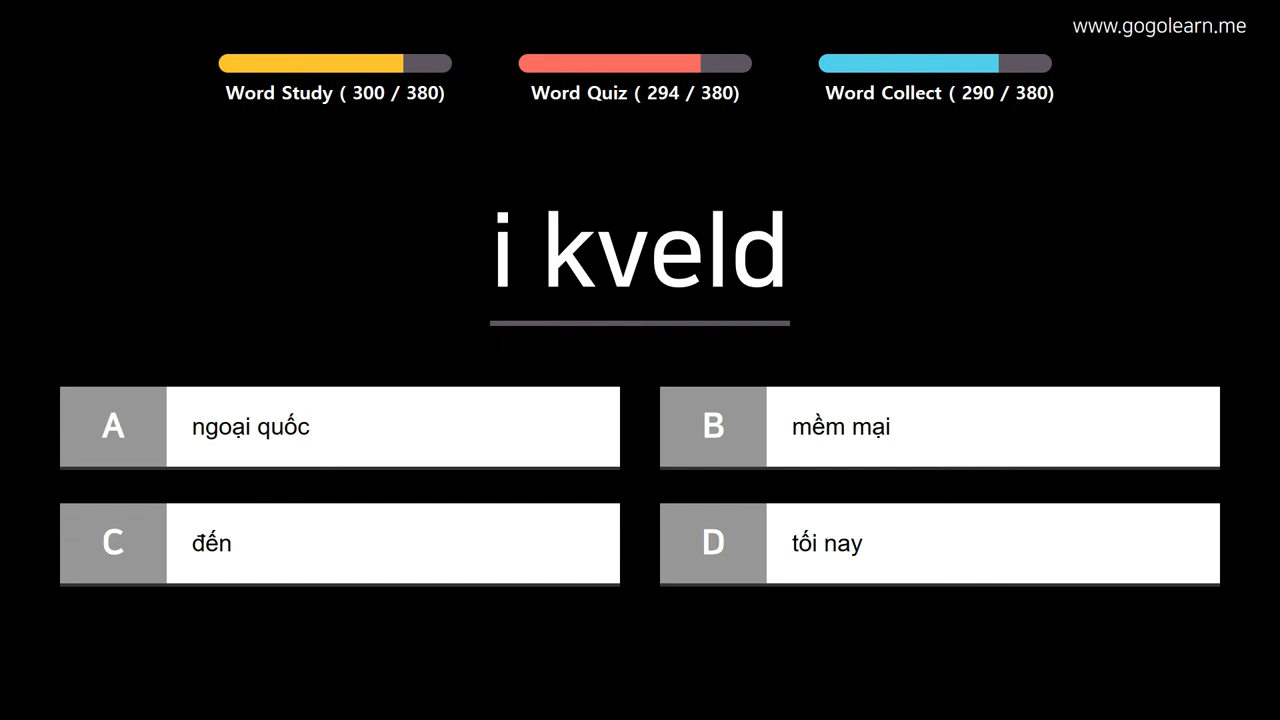 www.gogolearn.me
Word Study ( 300 / 380)
Word Quiz ( 294 / 380)
Word Collect ( 290 / 380)
i kveld
A ngoại quốc
B mềm mại
C đến
D tối nay